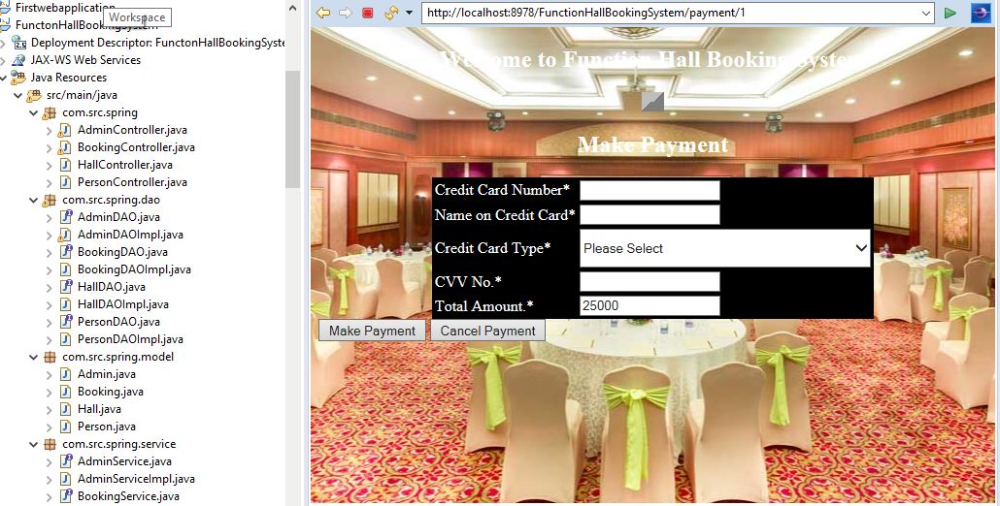 Firstwebapplication
Workspace
FunctonHallBookingSystem
Deployment Descriptor: FunctonHallBookingSyste
JAX-WS Web Services
Java Resources
src/main/java
com.src.spring
AdminController.java
BookingController.java
HallController.java
PersonController.java
com.src.spring.dao
AdminDAO.java
AdminDAOImpl.java
BookingDAO.java
BookingDAOImpl.java
HallDAO.java
HallDAOImpl.java
PersonDAO.java
PersonDAOImpl.java
com.src.spring.model
Admin.java
Booking.java
Hall.java
Person.java
com.src.spring.service
AdminService.java
AdminServiceImpl.java
BookingService.java
http://localhost:8978/FunctionHallBookingSystem/payment/1
Welcome to Function Hall Booking System
Make Payment
Credit Card Number*
Name on Credit Card*
Credit Card Type* Please Select
CVV No.*
Total Amount.* 25000
Make Payment Cancel Payment